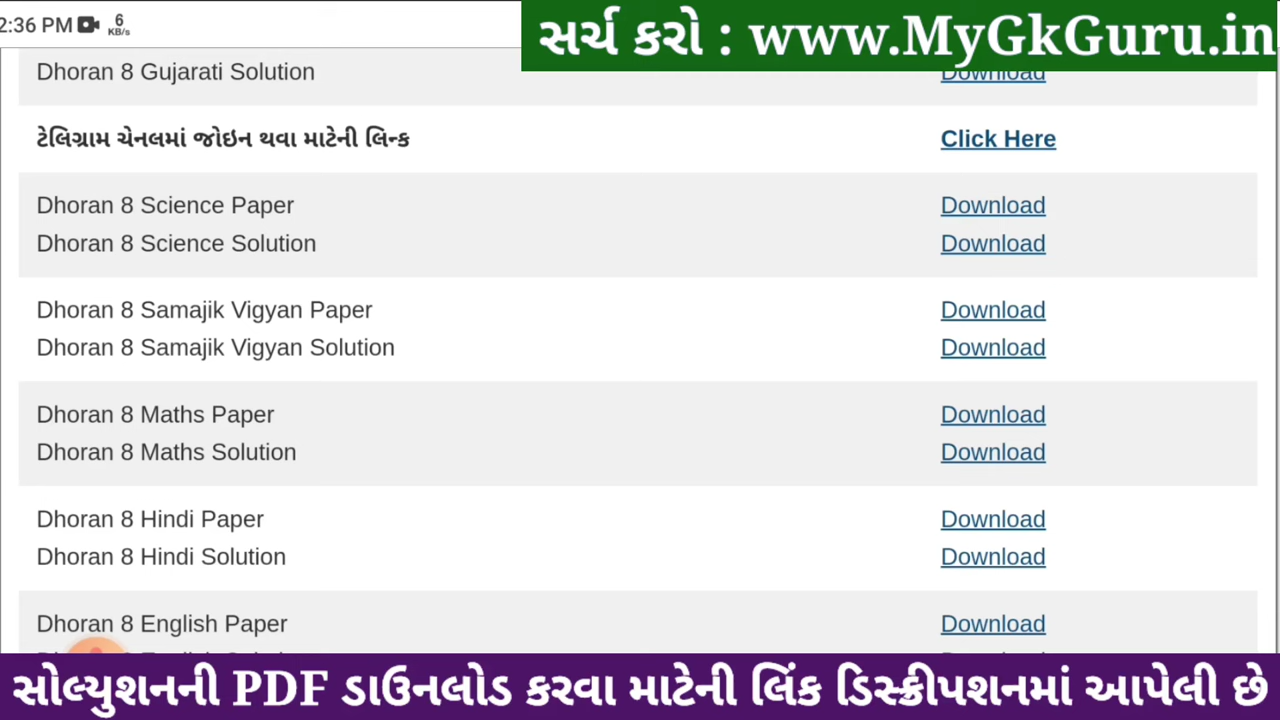 2:36 PM 6 KB/s
સર્ચ કરો : www.MyGkGuru.in
Dhoran 8 Gujarati Solution Download
ટેલિગ્રામ ચેનલમાં જોઇન થવા માટેની લિન્ક Click Here
Dhoran 8 Science Paper Download
Dhoran 8 Science Solution Download
Dhoran 8 Samajik Vigyan Paper Download
Dhoran 8 Samajik Vigyan Solution Download
Dhoran 8 Maths Paper Download
Dhoran 8 Maths Solution Download
Dhoran 8 Hindi Paper Download
Dhoran 8 Hindi Solution Download
Dhoran 8 English Paper Download
સોલ્યુશનની PDF ડાઉનલોડ કરવા માટેની લિંક ડિસ્ક્રીપશનમાં આપેલી છે